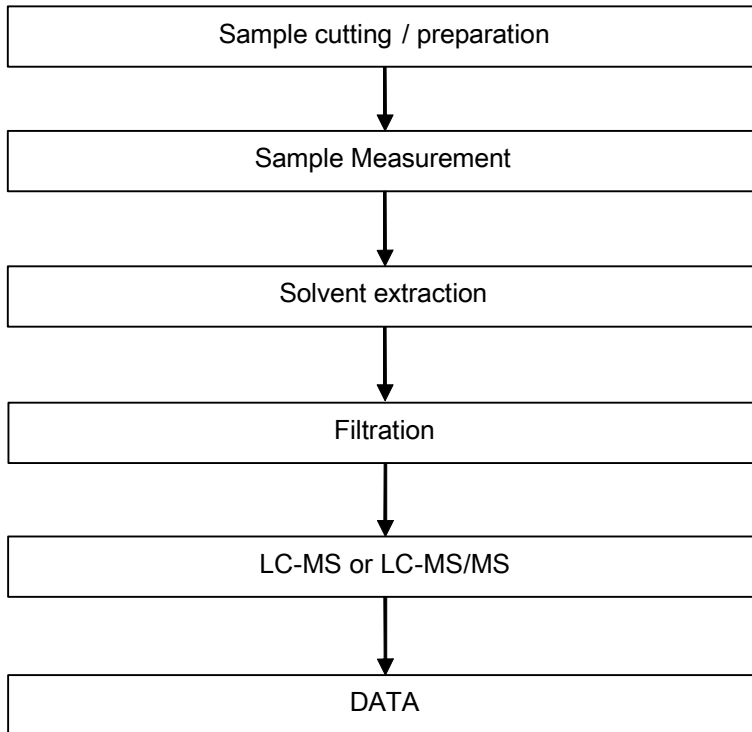 Sample cutting / preparation
Sample Measurement
Solvent extraction
Filtration
LC-MS or LC-MS/MS
DATA